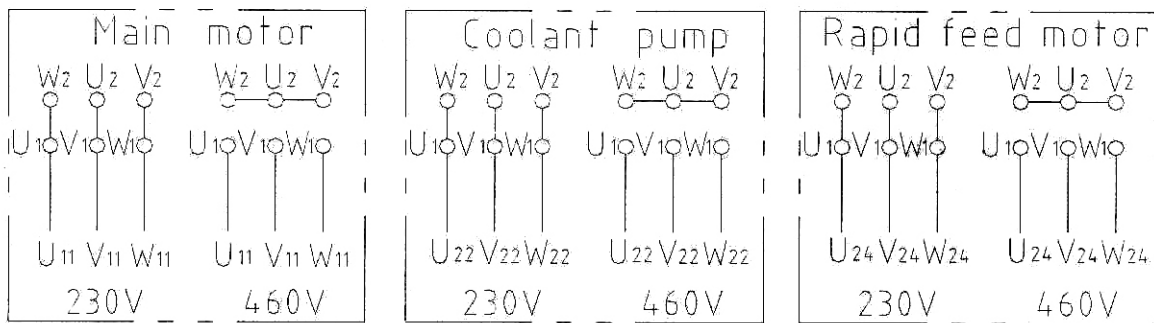 Main motor
W2 U2 V2 W2 U2 V2
U1 V1 W1 U1 V1 W1
U11 V11 W11 U11 V11 W11
230V 460V
Coolant pump
W2 U2 V2 W2 U2 V2
U1 V1 W1 U1 V1 W1
U22 V22 W22 U22 V22 W22
230V 460V
Rapid feed motor
W2 U2 V2 W2 U2 V2
U1 V1 W1 U1 V1 W1
U24 V24 W24 U24 V24 W24
230V 460V